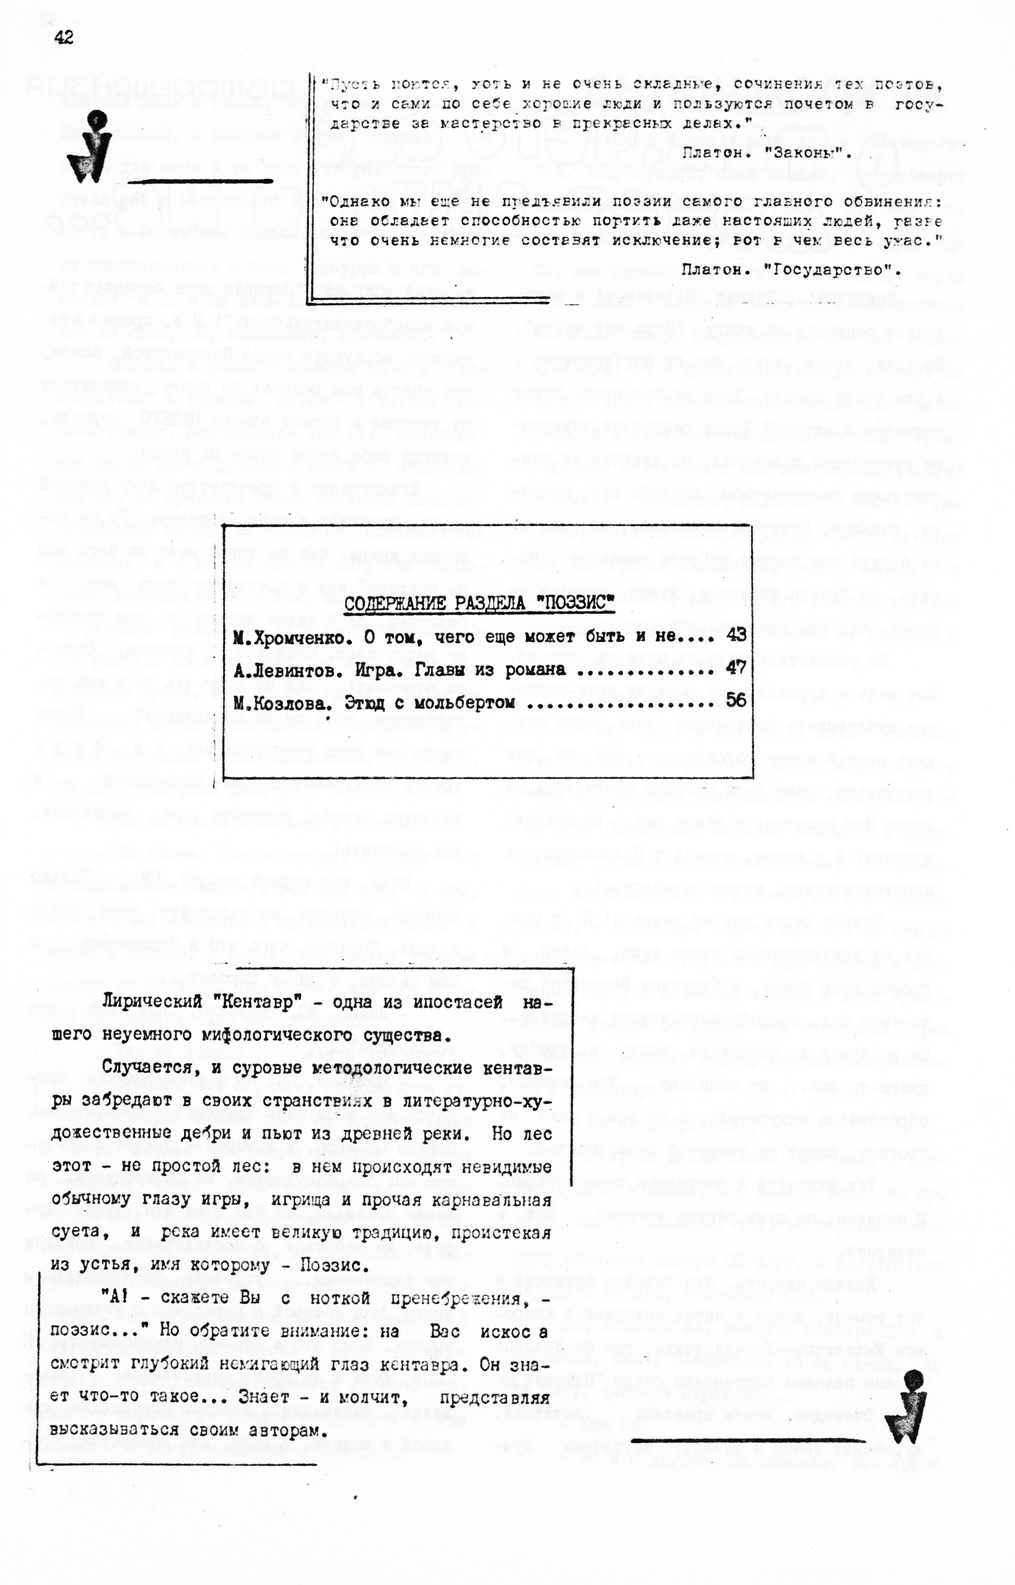 42
"Пусть поются, хоть и не очень складные, сочинения тех поэтов,
что и сами по себе хорошие люди и пользуются почетом в госу-
дарстве за мастерство в прекрасных делах."
Платон. "Законы".
"Однако мы еще не предъявили поэзии самого главного обвинения:
она обладает способностью портить даже настоящих людей, разве
что очень немногие составят исключение; вот в чем весь ужас."
Платон. "Государство".
СОДЕРЖАНИЕ РАЗДЕЛА "ПОЭЗИС"
М.Хромченко. О том, чего еще может быть и не.... 43
А.Левинтов. Игра. Главы из романа .............. 47
М.Козлова. Этюд с мольбертом ................... 56
Лирический "Кентавр" - одна из ипостасей на-
шего неуемного мифологического существа.
Случается, и суровые методологические кентав-
ры забредают в своих странствиях в литературно-ху-
дожественные дебри и пьют из древней реки. Но лес
этот - не простой лес: в нем происходят невидимые
обычному глазу игры, игрища и прочая карнавальная
суета, и река имеет великую традицию, проистекая
из устья, имя которому - Поэзис.
"А! - скажете Вы с ноткой пренебрежения, -
поэзис..." Но обратите внимание: на Вас искоса
смотрит глубокий немигающий глаз кентавра. Он зна-
ет что-то такое... Знает - и молчит, представляя
высказываться своим авторам.